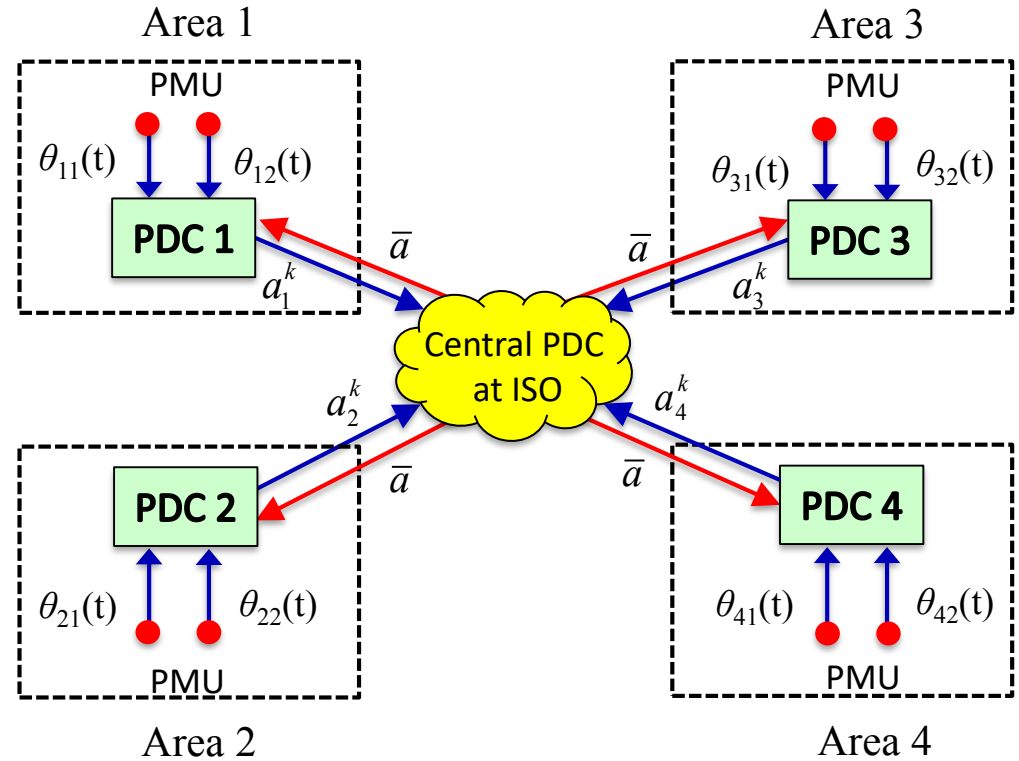 Area 1
PMU
θ₁₁(t)
θ₁₂(t)
PDC 1
a̅
a₁ᵏ
Area 3
PMU
θ₃₁(t)
θ₃₂(t)
PDC 3
a̅
a₃ᵏ
Central PDC
at ISO
a₂ᵏ
a̅
PDC 2
θ₂₁(t)
θ₂₂(t)
PMU
Area 2
a₄ᵏ
a̅
PDC 4
θ₄₁(t)
θ₄₂(t)
PMU
Area 4